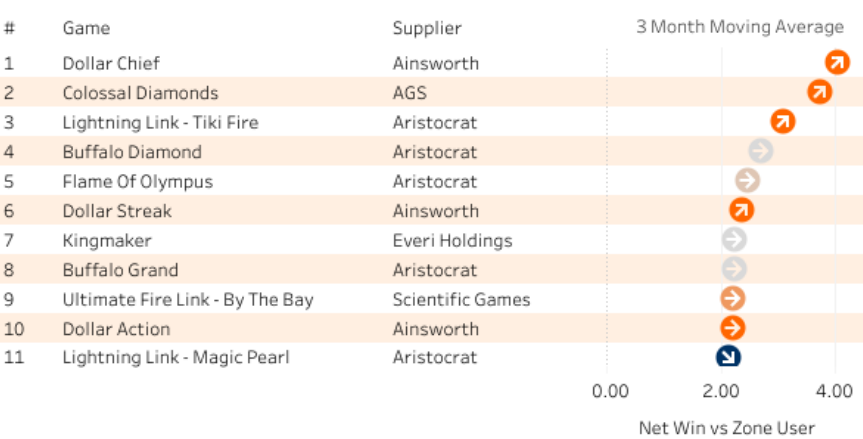 # Game Supplier 3 Month Moving Average
1 Dollar Chief Ainsworth
2 Colossal Diamonds AGS
3 Lightning Link - Tiki Fire Aristocrat
4 Buffalo Diamond Aristocrat
5 Flame Of Olympus Aristocrat
6 Dollar Streak Ainsworth
7 Kingmaker Everi Holdings
8 Buffalo Grand Aristocrat
9 Ultimate Fire Link - By The Bay Scientific Games
10 Dollar Action Ainsworth
11 Lightning Link - Magic Pearl Aristocrat
0.00 2.00 4.00
Net Win vs Zone User